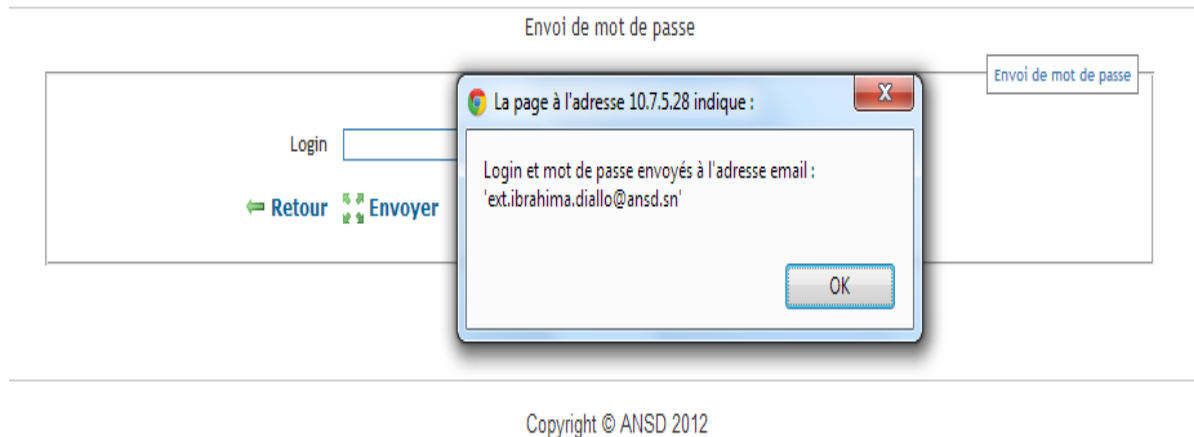 Envoi de mot de passe
Envoi de mot de passe
La page à l'adresse 10.7.5.28 indique :
Login
Login et mot de passe envoyés à l'adresse email :
'ext.ibrahima.diallo@ansd.sn'
Retour Envoyer
OK
Copyright © ANSD 2012